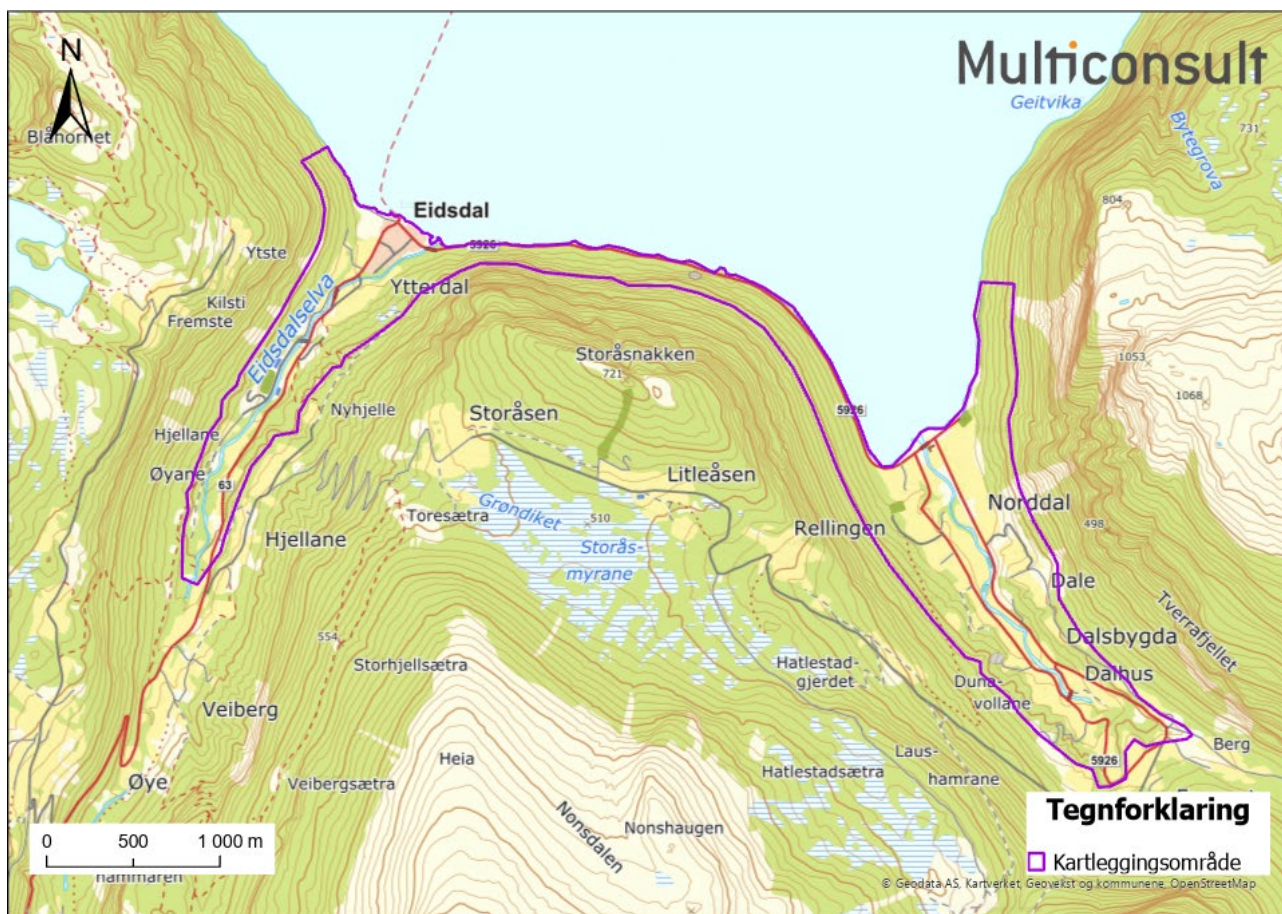 N
Multiconsult
Geitvika
Blåhornet
Bytegrova
731
804
Eidsdal
5926
Ytste
Ytterdal
Kilsti
Fremste
Eidsdalselva
Storåsnakken
721
1053
1068
5926
Nyhjelle
Storåsen
Hjellane
Øyane
63
Litleåsen
Norddal
Toresætra
Grøndiket
510
Rellingen
498
Hjellane
Storås-
myrane
Dale
Tverrafjellet
554
Dalsbygda
Storhjellsætra
Hatlestad-
gjerdet
Dalhus
Duna-
vollane
Veiberg
Berg
Heia
Laus-
hamrane
5926
Øye
Veibergsætra
Hatlestadsætra
Nonsdalen
Nonshaugen
Tegnforklaring
Kartleggingsområde
0 500 1 000 m
hammaren
© Geodata AS, Kartverket, Geovekst og kommunene, OpenStreetMap